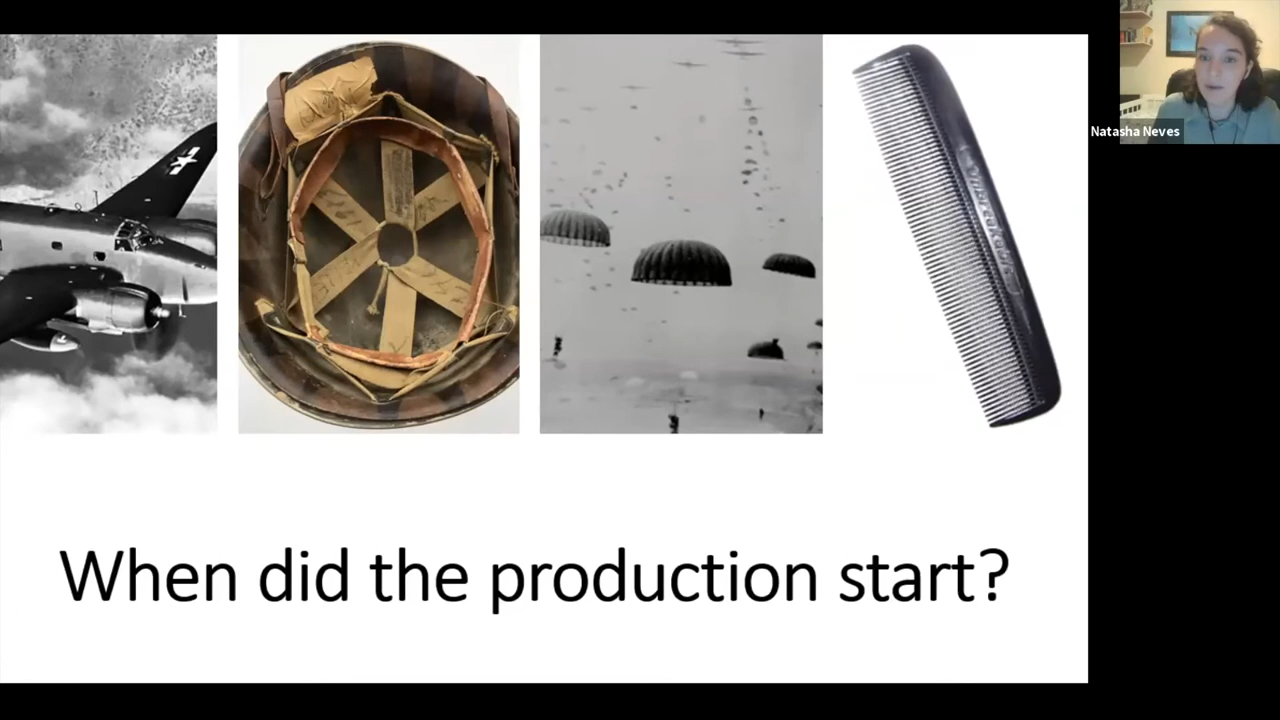 Natasha Neves
When did the production start?